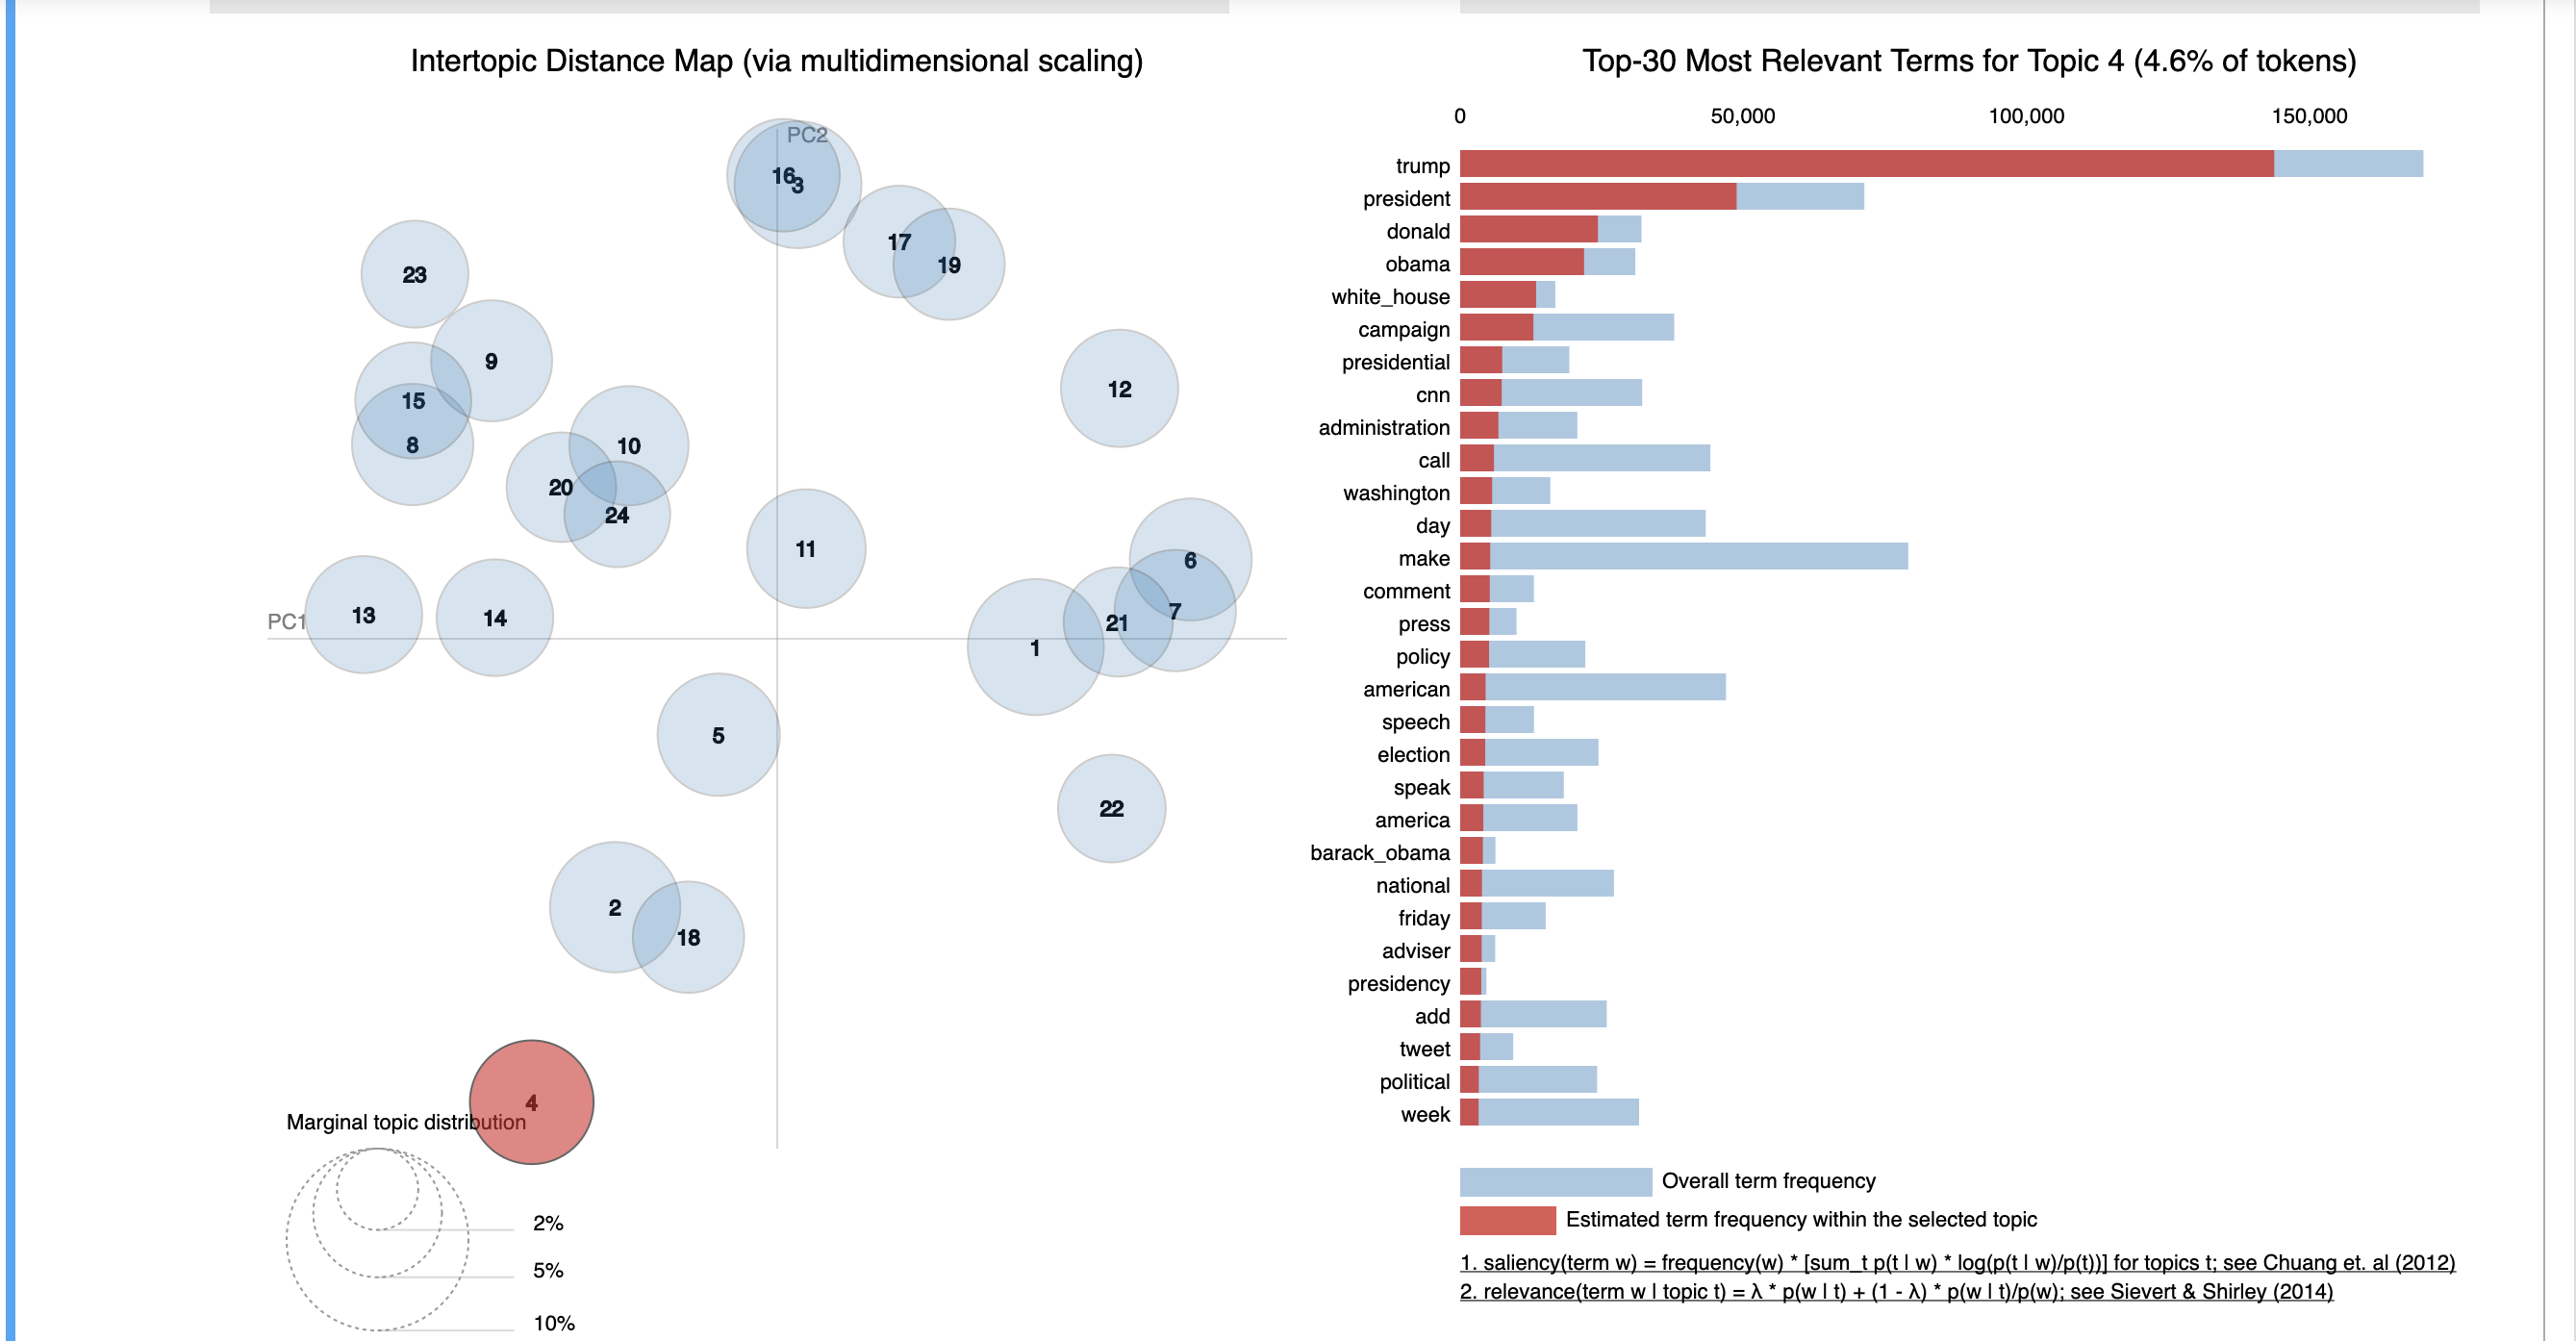 Intertopic Distance Map (via multidimensional scaling)
PC2
16
3
17
19
23
9
12
15
8
10
20
24
11
6
13
14
PC1
7
21
1
5
22
2
18
4
Marginal topic distribution
2%
5%
10%
Top-30 Most Relevant Terms for Topic 4 (4.6% of tokens)
0 50,000 100,000 150,000
trump
president
donald
obama
white_house
campaign
presidential
cnn
administration
call
washington
day
make
comment
press
policy
american
speech
election
speak
america
barack_obama
national
friday
adviser
presidency
add
tweet
political
week
Overall term frequency
Estimated term frequency within the selected topic
1. saliency(term w) = frequency(w) * [sum_t p(t | w) * log(p(t | w)/p(t))] for topics t; see Chuang et. al (2012)
2. relevance(term w | topic t) = λ * p(w | t) + (1 - λ) * p(w | t)/p(w); see Sievert & Shirley (2014)